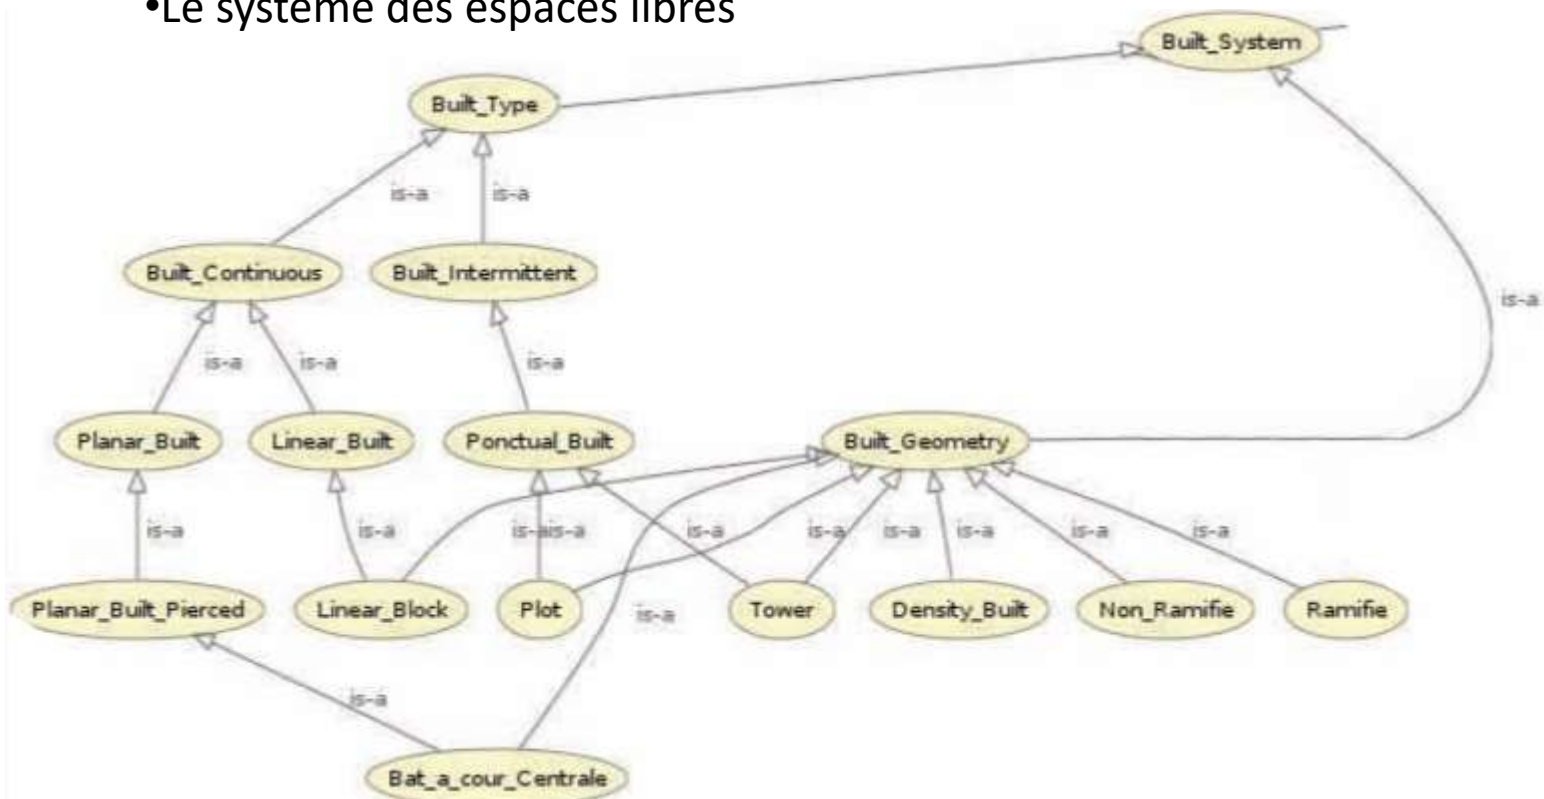 •Le système des espaces libres
Built_System
Built_Type
is-a
is-a
Built_Continuous
Built_Intermittent
is-a
is-a
is-a
is-a
Planar_Built
Linear_Built
Ponctual_Built
Built_Geometry
is-a
is-a
is-a
is-a
is-a
is-a
is-a
is-a
is-a
is-a
Planar_Built_Pierced
Linear_Block
Plot
Tower
Density_Built
Non_Ramifie
Ramifie
is-a
is-a
Bat_a_cour_Centrale